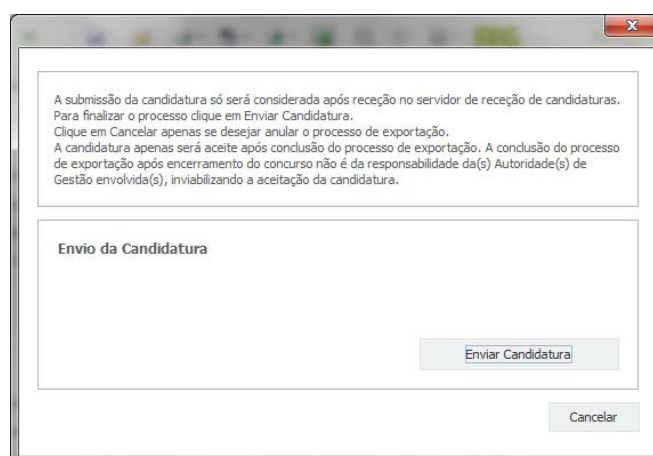 A submissão da candidatura só será considerada após receção no servidor de receção de candidaturas.
Para finalizar o processo clique em Enviar Candidatura.
Clique em Cancelar apenas se desejar anular o processo de exportação.
A candidatura apenas será aceite após conclusão do processo de exportação. A conclusão do processo
de exportação após encerramento do concurso não é da responsabilidade da(s) Autoridade(s) de
Gestão envolvida(s), inviabilizando a aceitação da candidatura.
Envio da Candidatura
Enviar Candidatura
Cancelar